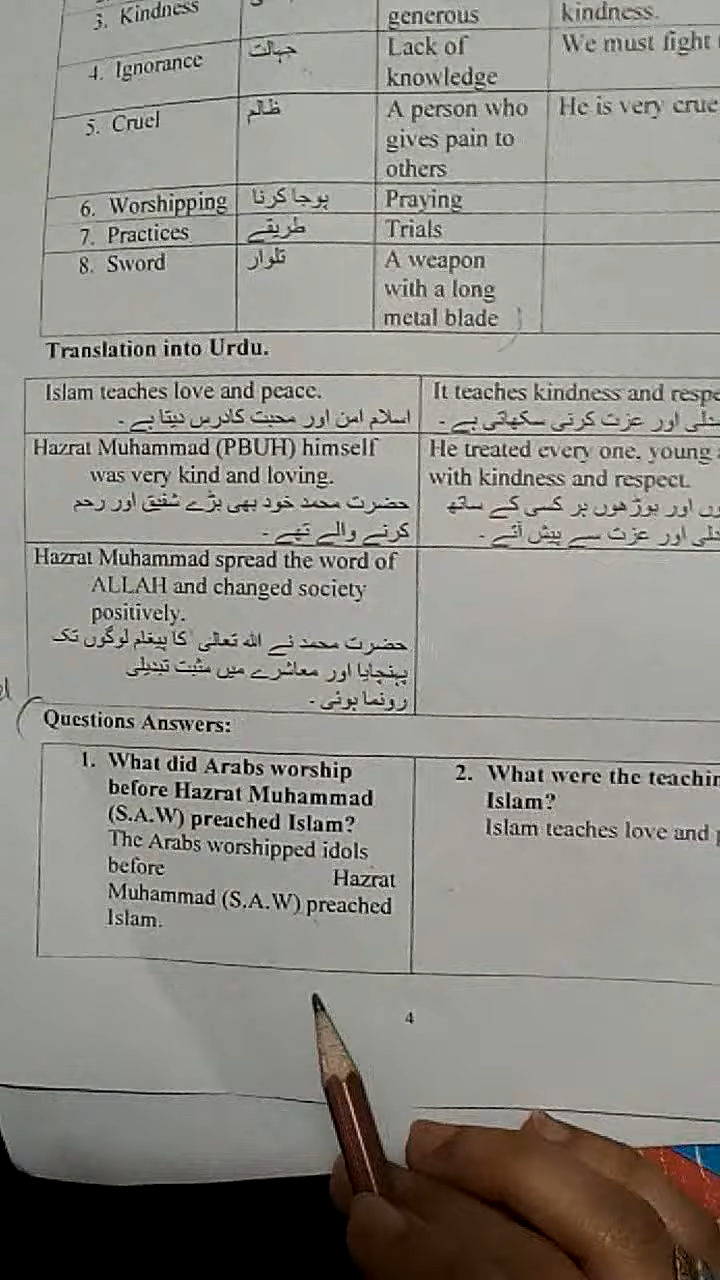 3. Kindness
generous
kindness.
4. Ignorance
جہالت
Lack of
knowledge
We must fight
5. Cruel
ظالم
A person who
gives pain to
others
He is very crue
6. Worshipping
پوجا کرنا
Praying
7. Practices
طریقے
Trials
8. Sword
تلوار
A weapon
with a long
metal blade
Translation into Urdu.
Islam teaches love and peace.
اسلام امن اور محبت کادرس دیتا ہے ۔
It teaches kindness and respe
دلی اور عزت کرنی سکھاتی ہے ۔
Hazrat Muhammad (PBUH) himself
was very kind and loving.
حضرت محمد خود بھی بڑے شفیق اور رحم
کرنے والے تھے ۔
He treated every one, young
with kindness and respect.
اور بوڑھوں ہر کسی کے ساتھ
دلی اور عزت سے پیش آتے ۔
Hazrat Muhammad spread the word of
ALLAH and changed society
positively.
حضرت محمد نے اللہ تعالی کا پیغام لوگوں تک
پہنچایا اور معاشرے میں مثبت تبدیلی
رونما ہوئی ۔
Questions Answers:
1. What did Arabs worship
before Hazrat Muhammad
(S.A.W) preached Islam?
The Arabs worshipped idols
before Hazrat
Muhammad (S.A.W) preached
Islam.
2. What were the teachin
Islam?
Islam teaches love and p
4